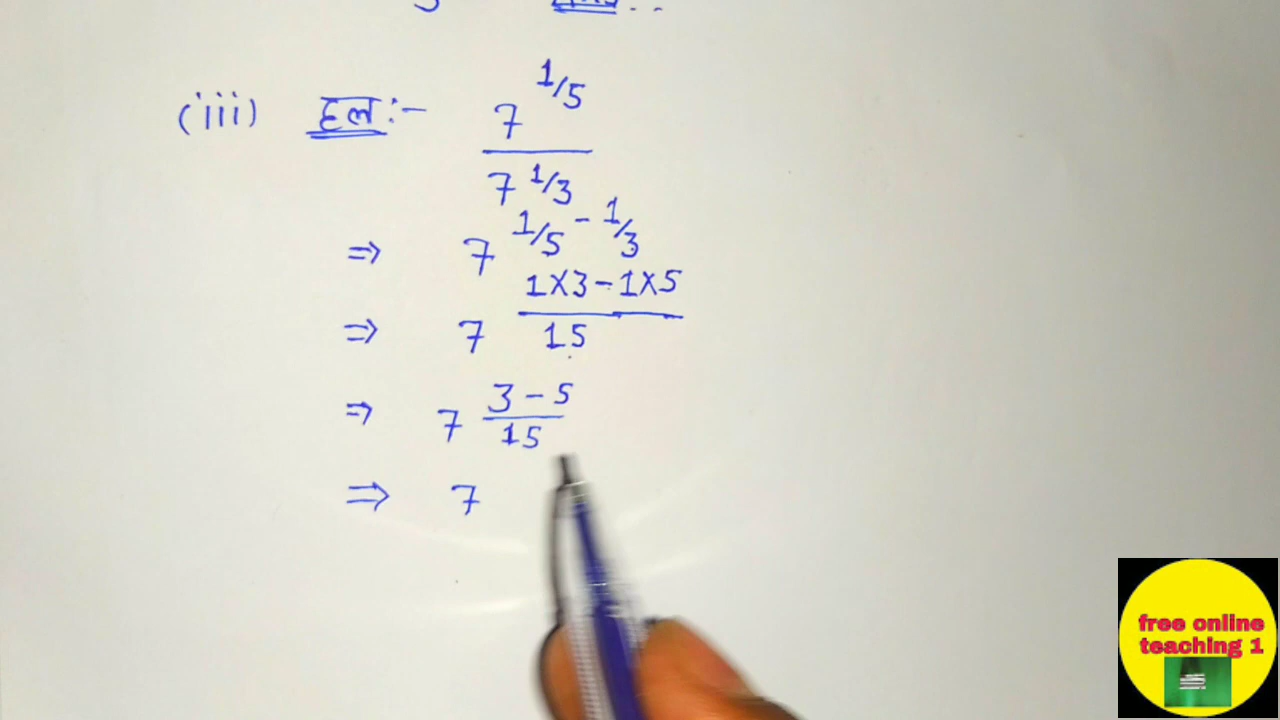 (iii) हल :- 7^1/5
7^1/3
⇒ 7^1/5 - 1/3
⇒ 7^(1×3-1×5)/15
⇒ 7^(3-5)/15
⇒ 7
free online
teaching 1